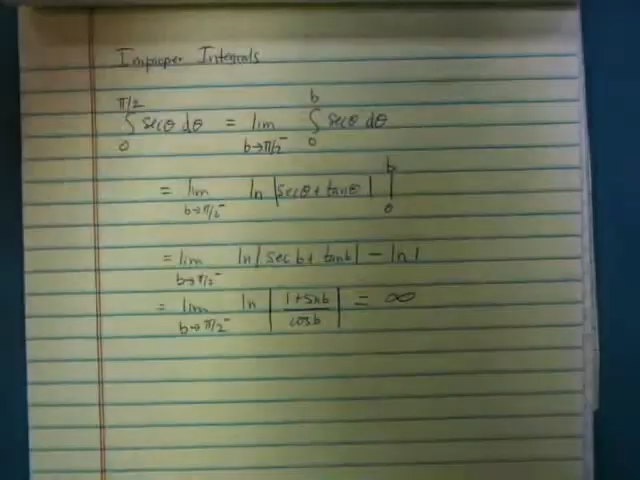 Improper Integrals
∫₀^{π/2} secθ dθ = lim_{b→π/2⁻} ∫₀^b secθ dθ
= lim_{b→π/2⁻} ln|secθ + tanθ| |₀^b
= lim_{b→π/2⁻} ln|sec b + tan b| - ln 1
= lim_{b→π/2⁻} ln |(1+sin b)/(cos b)| = ∞